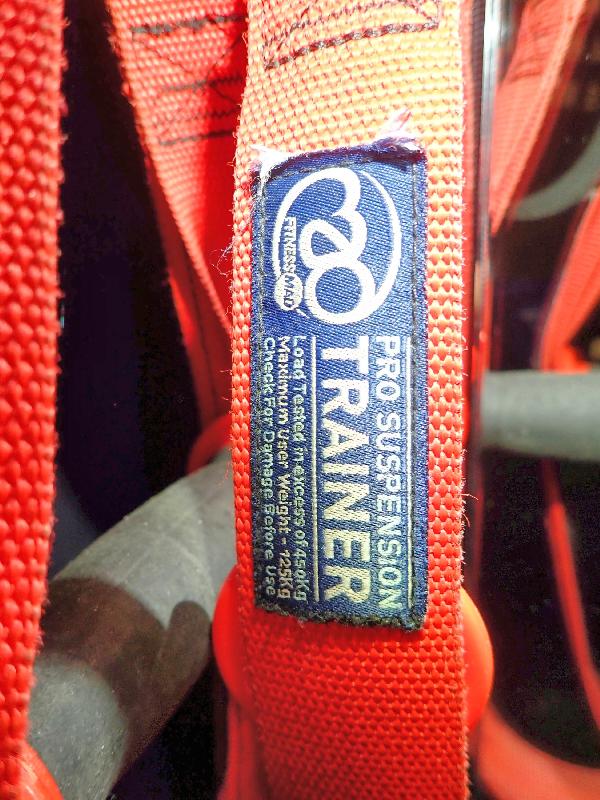 FITNESS MAD
PRO SUSPENSION
TRAINER
Load Tested in excess of 450kg
Maximum User Weight - 125Kg
Check For Damage Before use